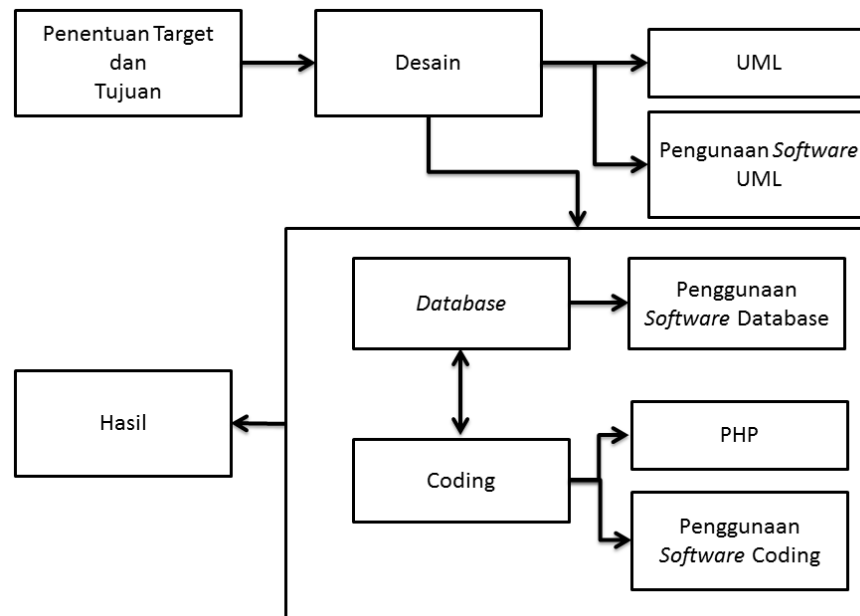 Penentuan Target
dan
Tujuan
Desain
UML
Pengunaan Software
UML
Database
Penggunaan
Software Database
Hasil
Coding
PHP
Penggunaan
Software Coding